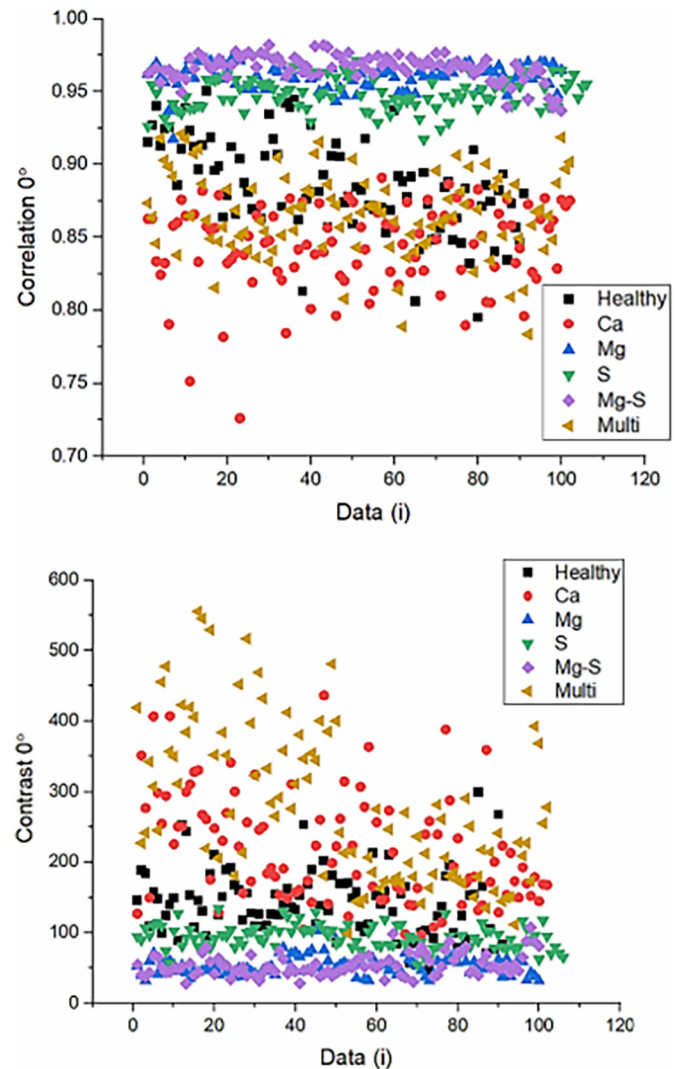 1.00
0.95
0.90
0.85
0.80
0.75
0.70
Correlation 0°
Healthy
Ca
Mg
S
Mg-S
Multi
0 20 40 60 80 100 120
Data (i)
600
500
400
300
200
100
0
Contrast 0°
Healthy
Ca
Mg
S
Mg-S
Multi
0 20 40 60 80 100 120
Data (i)